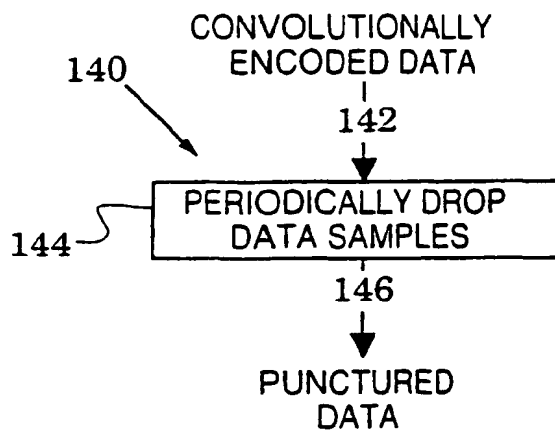 CONVOLUTIONALLY
ENCODED DATA
140
142
PERIODICALLY DROP
DATA SAMPLES
144
146
PUNCTURED
DATA